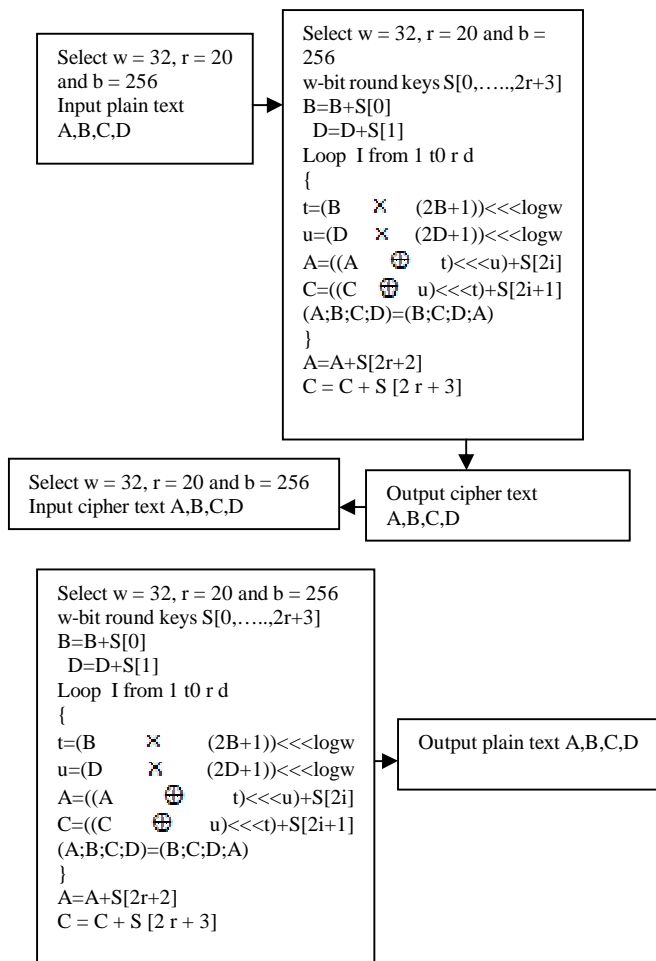 Select w = 32, r = 20
and b = 256
Input plain text
A,B,C,D
Select w = 32, r = 20 and b =
256
w-bit round keys S[0,…..,2r+3]
B=B+S[0]
D=D+S[1]
Loop I from 1 t0 r d
{
t=(B × (2B+1))<<<logw
u=(D × (2D+1))<<<logw
A=((A ⊕ t)<<<u)+S[2i]
C=((C ⊕ u)<<<t)+S[2i+1]
(A;B;C;D)=(B;C;D;A)
}
A=A+S[2r+2]
C = C + S [2 r + 3]
Select w = 32, r = 20 and b = 256
Input cipher text A,B,C,D
Output cipher text
A,B,C,D
Select w = 32, r = 20 and b = 256
w-bit round keys S[0,…..,2r+3]
B=B+S[0]
D=D+S[1]
Loop I from 1 t0 r d
{
t=(B × (2B+1))<<<logw
u=(D × (2D+1))<<<logw
A=((A ⊕ t)<<<u)+S[2i]
C=((C ⊕ u)<<<t)+S[2i+1]
(A;B;C;D)=(B;C;D;A)
}
A=A+S[2r+2]
C = C + S [2 r + 3]
Output plain text A,B,C,D